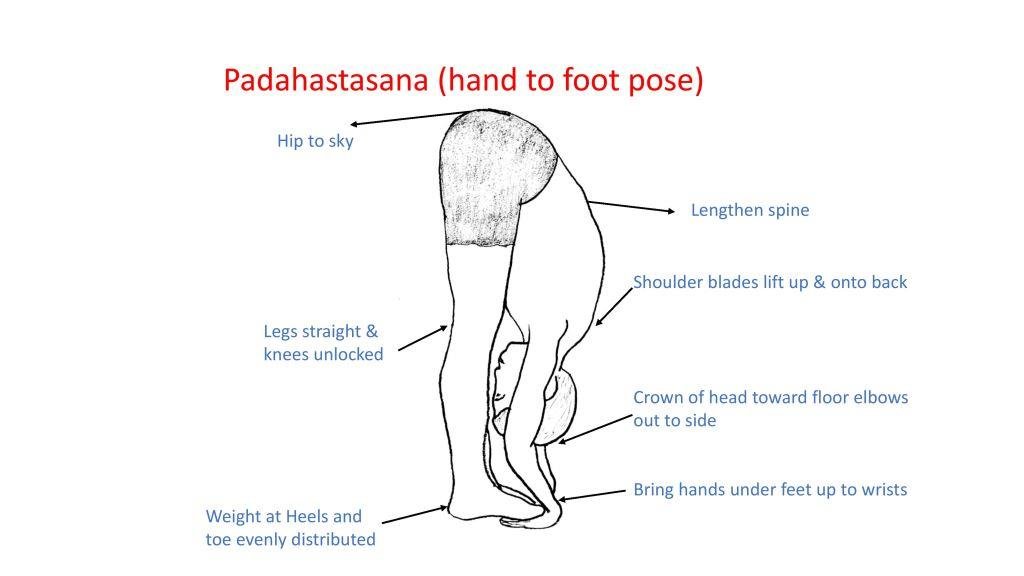 Padahastasana (hand to foot pose)
Hip to sky
Lengthen spine
Shoulder blades lift up & onto back
Legs straight &
knees unlocked
Crown of head toward floor elbows
out to side
Bring hands under feet up to wrists
Weight at Heels and
toe evenly distributed